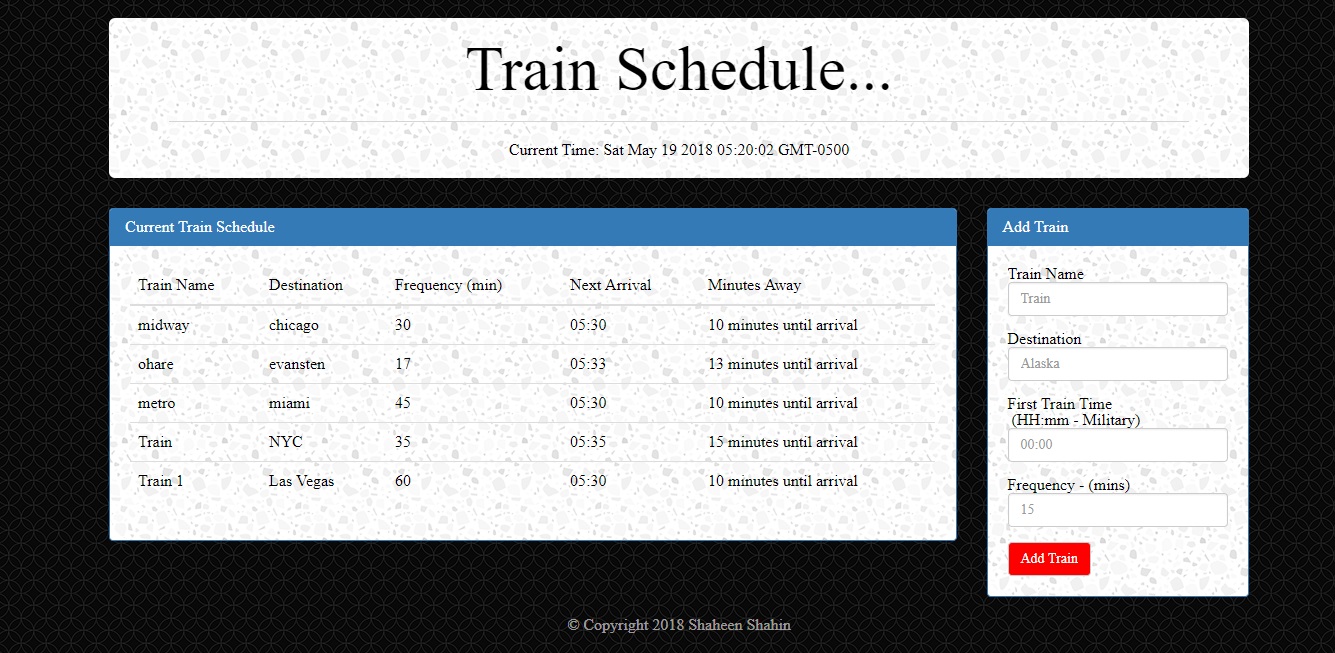 Train Schedule...
Current Time: Sat May 19 2018 05:20:02 GMT-0500
Current Train Schedule
Train Name Destination Frequency (min) Next Arrival Minutes Away
midway chicago 30 05:30 10 minutes until arrival
ohare evansten 17 05:33 13 minutes until arrival
metro miami 45 05:30 10 minutes until arrival
Train NYC 35 05:35 15 minutes until arrival
Train 1 Las Vegas 60 05:30 10 minutes until arrival
Add Train
Train Name
Train
Destination
Alaska
First Train Time
(HH:mm - Military)
00:00
Frequency - (mins)
15
Add Train
© Copyright 2018 Shaheen Shahin